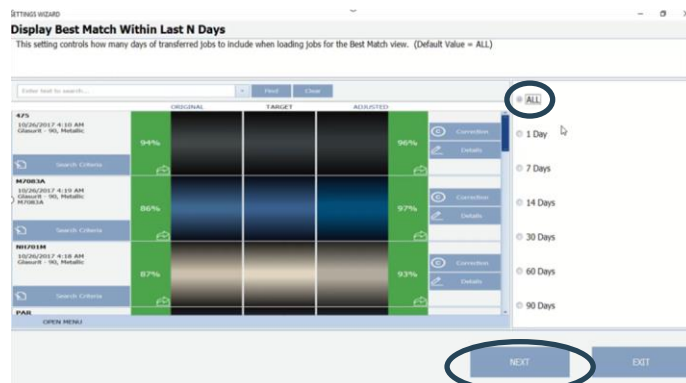 SETTINGS WIZARD
Display Best Match Within Last N Days
This setting controls how many days of transferred jobs to include when loading jobs for the Best Match view. (Default Value = ALL)
Enter text to search...
Find
Clear
ORIGINAL TARGET ADJUSTED
475
10/26/2017 4:10 AM
Glasurit - 90, Metallic
94%
96%
Correction
Details
Search Criteria
M7083A
10/26/2017 4:19 AM
Glasurit - 90, Metallic
M7083A
86%
97%
Correction
Details
Search Criteria
NH701M
10/26/2017 4:18 AM
Glasurit - 90, Metallic
87%
93%
Correction
Details
Search Criteria
PAR
OPEN MENU
ALL
1 Day
7 Days
14 Days
30 Days
60 Days
90 Days
NEXT
EXIT